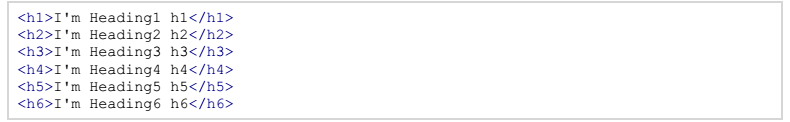 <h1>I'm Heading1 h1</h1>
<h2>I'm Heading2 h2</h2>
<h3>I'm Heading3 h3</h3>
<h4>I'm Heading4 h4</h4>
<h5>I'm Heading5 h5</h5>
<h6>I'm Heading6 h6</h6>